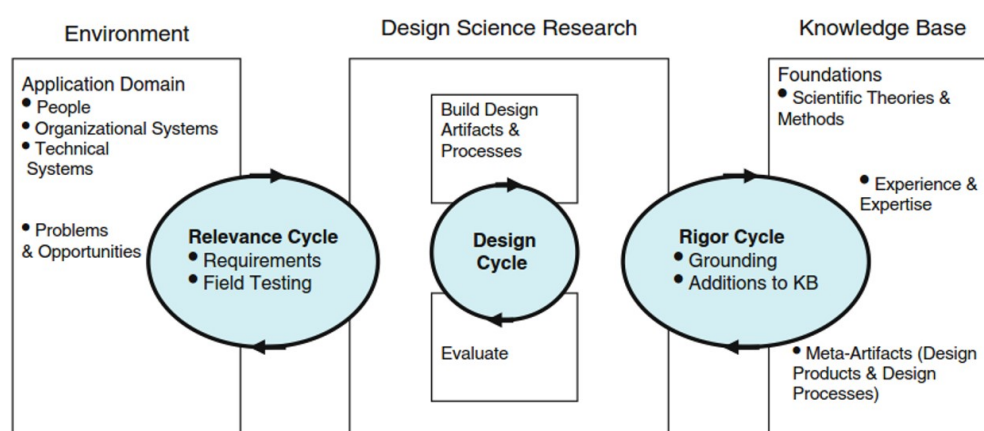 Environment
Design Science Research
Knowledge Base
Application Domain
• People
• Organizational Systems
• Technical
Systems
• Problems
& Opportunities
Relevance Cycle
• Requirements
• Field Testing
Build Design
Artifacts &
Processes
Design
Cycle
Evaluate
Rigor Cycle
• Grounding
• Additions to KB
Foundations
• Scientific Theories &
Methods
• Experience &
Expertise
• Meta-Artifacts (Design
Products & Design
Processes)